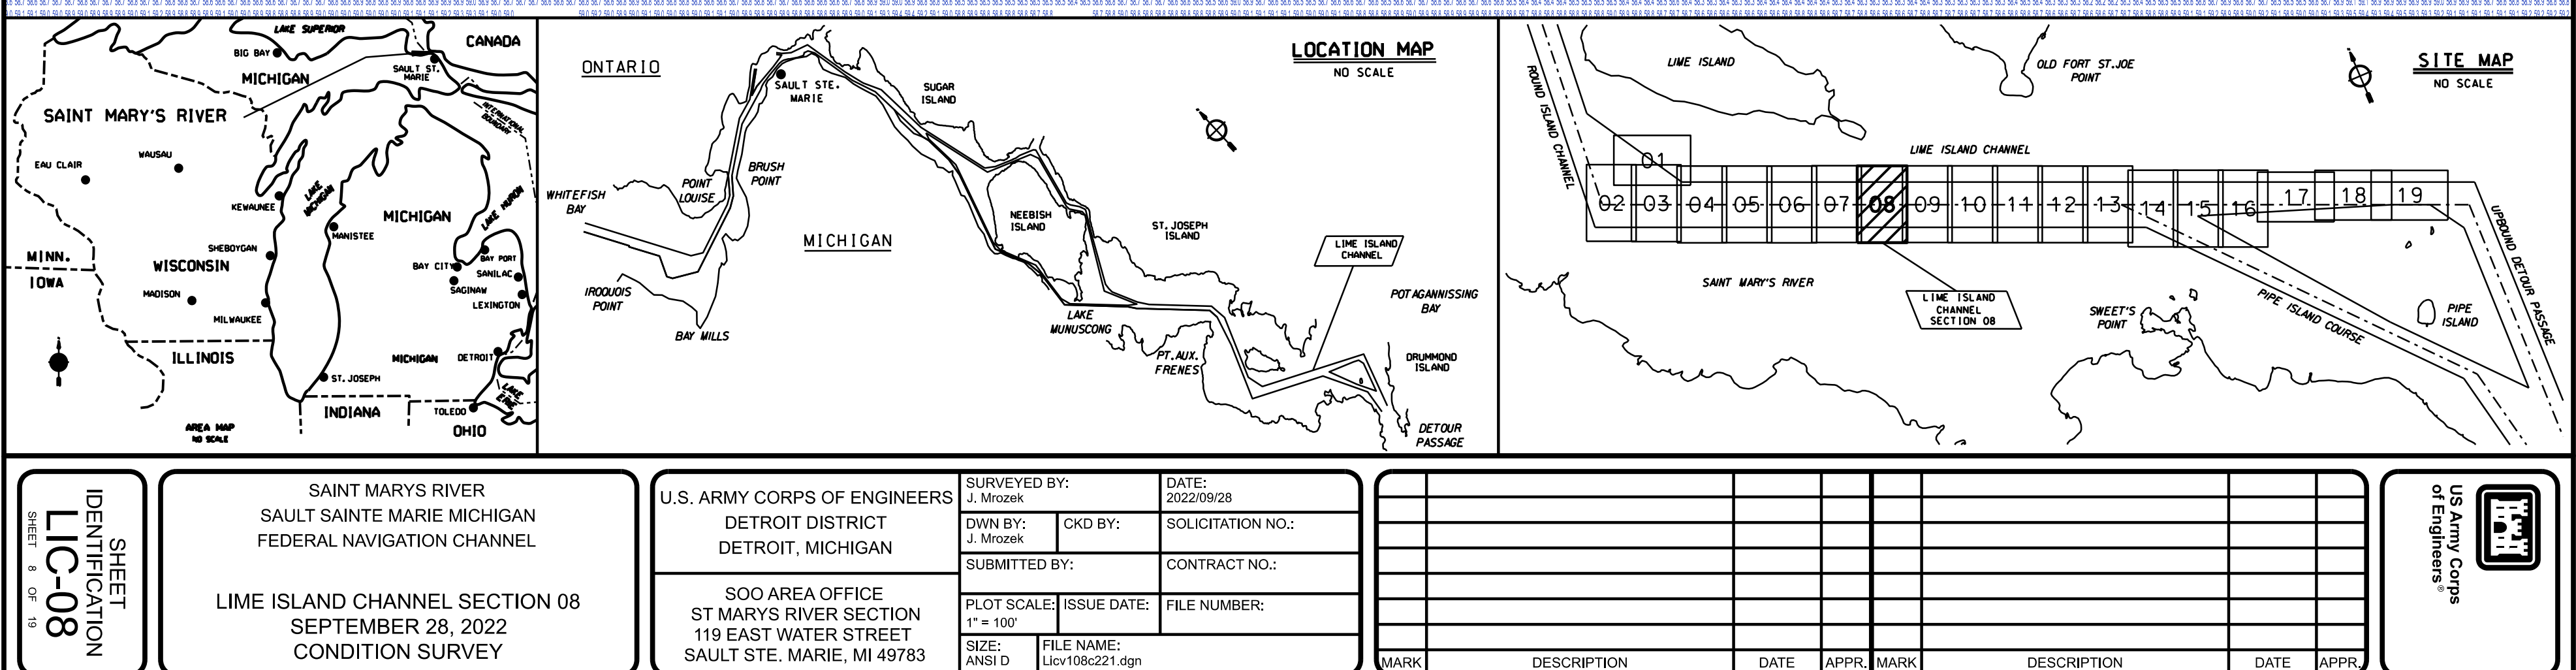 LAKE SUPERIOR
CANADA
BIG BAY
SAULT ST.
MARIE
MICHIGAN
INTERNATIONAL
BOUNDARY
SAINT MARY'S RIVER
WAUSAU
EAU CLAIR
LAKE
MICHIGAN
KEWAUNEE
MICHIGAN
LAKE HURON
MANISTEE
SHEBOYGAN
MINN.
WISCONSIN
BAY PORT
BAY CITY
SANILAC
IOWA
SAGINAW
MADISON
LEXINGTON
MILWAUKEE
ILLINOIS
MICHIGAN
DETROIT
ST. JOSEPH
LAKE
ERIE
INDIANA
TOLEDO
OHIO
AREA MAP
NO SCALE
LOCATION MAP
NO SCALE
ONTARIO
SAULT STE.
MARIE
SUGAR
ISLAND
BRUSH
POINT
POINT
LOUISE
WHITEFISH
BAY
NEEBISH
ISLAND
ST. JOSEPH
ISLAND
MICHIGAN
LIME ISLAND
CHANNEL
IROQUOIS
POINT
POTAGANNISSING
BAY
LAKE
MUNUSCONG
BAY MILLS
PT. AUX.
FRENES
DRUMMOND
ISLAND
DETOUR
PASSAGE
SITE MAP
NO SCALE
ROUND ISLAND CHANNEL
LIME ISLAND
OLD FORT ST.JOE
POINT
LIME ISLAND CHANNEL
01
02 03 04 05 06 07 08 09 10 11 12 13 14 15 16 17 18 19
UPBOUND DETOUR PASSAGE
SAINT MARY'S RIVER
LIME ISLAND
CHANNEL
SECTION 08
PIPE ISLAND COURSE
SWEET'S
POINT
PIPE
ISLAND
SHEET
IDENTIFICATION
LIC-08
SHEET 8 OF 19
SAINT MARYS RIVER
SAULT SAINTE MARIE MICHIGAN
FEDERAL NAVIGATION CHANNEL
LIME ISLAND CHANNEL SECTION 08
SEPTEMBER 28, 2022
CONDITION SURVEY
U.S. ARMY CORPS OF ENGINEERS
DETROIT DISTRICT
DETROIT, MICHIGAN
SOO AREA OFFICE
ST MARYS RIVER SECTION
119 EAST WATER STREET
SAULT STE. MARIE, MI 49783
SURVEYED BY:
J. Mrozek
DATE:
2022/09/28
DWN BY:
J. Mrozek
CKD BY:
SOLICITATION NO.:
SUBMITTED BY:
CONTRACT NO.:
PLOT SCALE:
1" = 100'
ISSUE DATE:
FILE NUMBER:
SIZE:
ANSI D
FILE NAME:
Licv108c221.dgn
MARK DESCRIPTION DATE APPR. MARK DESCRIPTION DATE APPR.
US Army Corps
of Engineers®